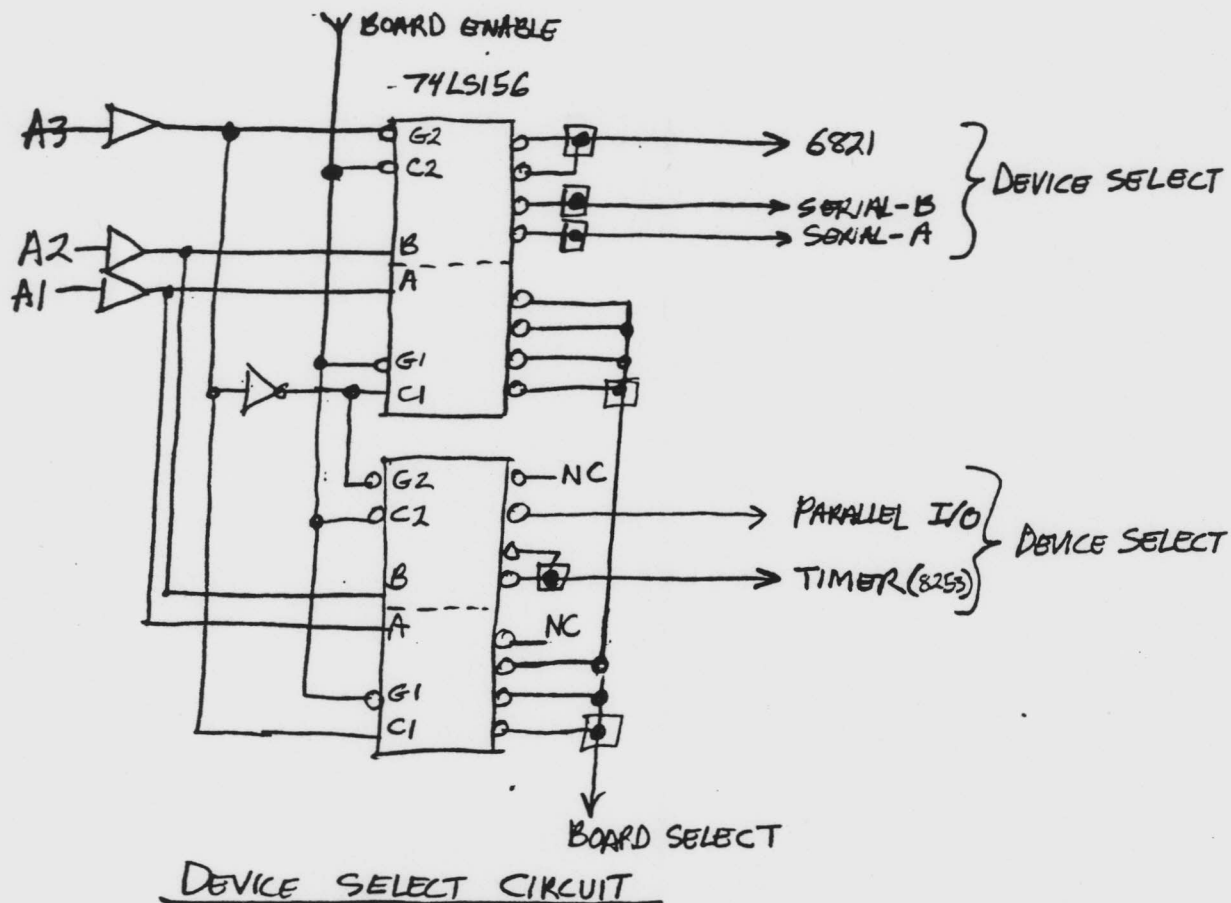 BOARD ENABLE
74LS156
A3
G2
C2
6821
SERIAL-B
SERIAL-A
DEVICE SELECT
A2
A1
B
A
G1
C1
G2
C2
NC
PARALLEL I/O
TIMER (8253)
DEVICE SELECT
B
A
NC
G1
C1
BOARD SELECT
DEVICE SELECT CIRCUIT